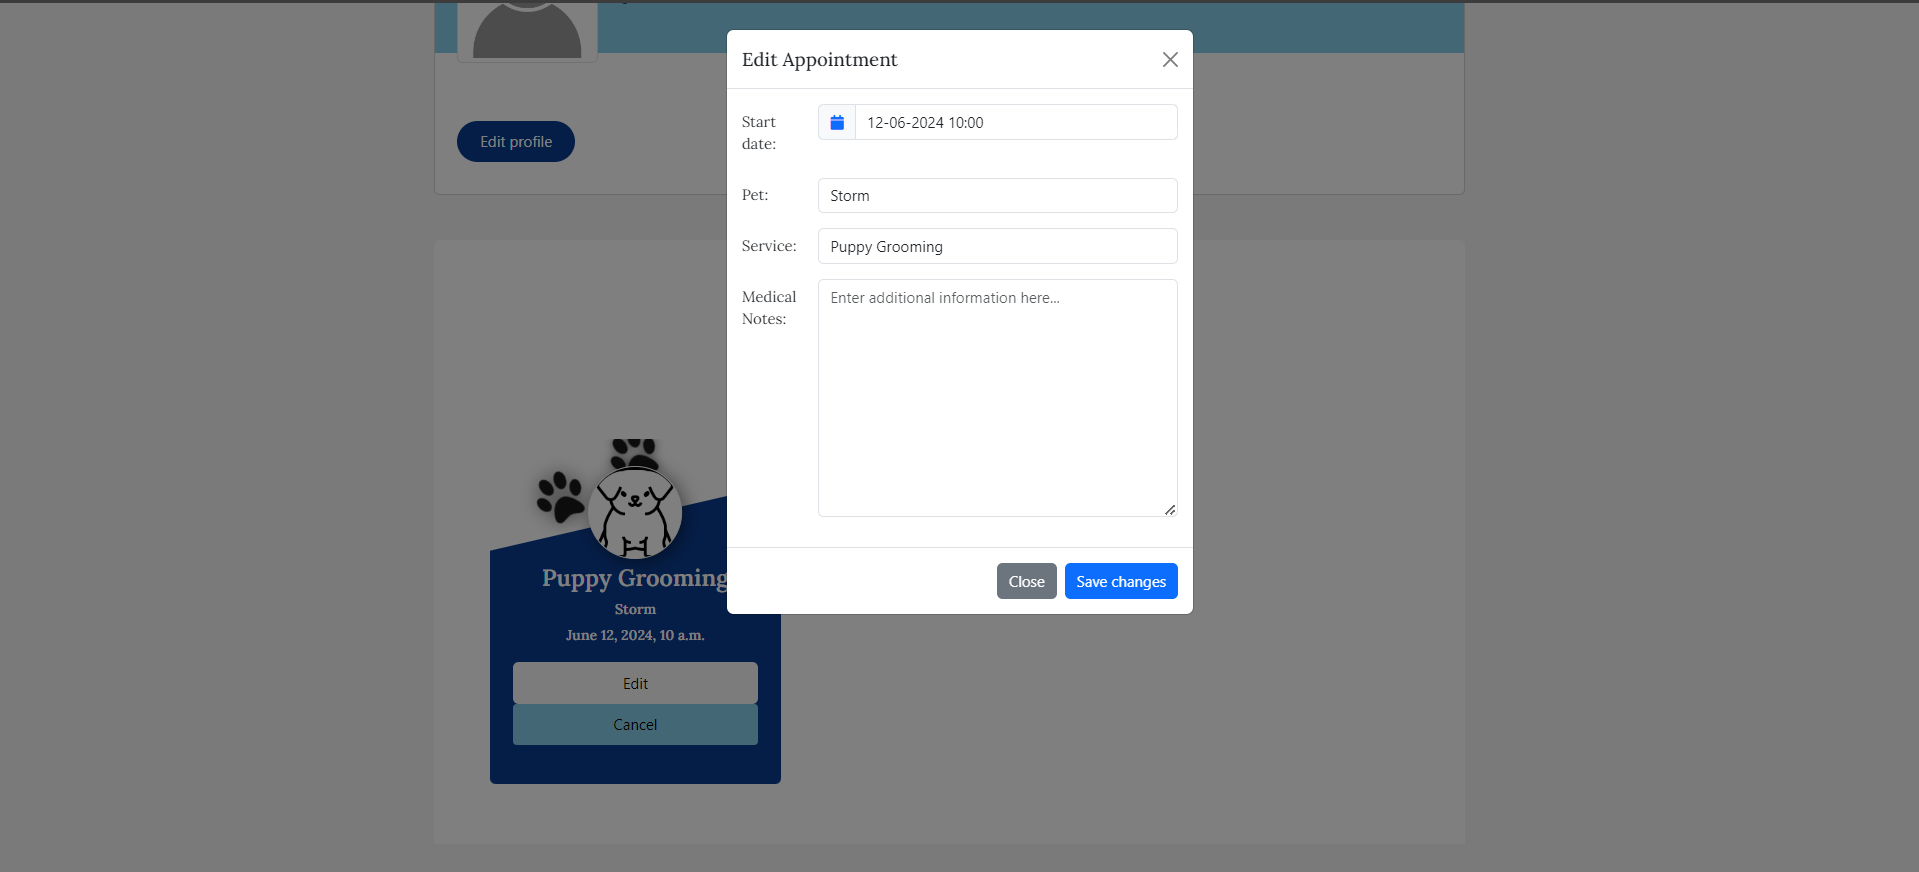 Edit Appointment
Start
date:
12-06-2024 10:00
Pet:
Storm
Service:
Puppy Grooming
Medical
Notes:
Enter additional information here...
Close
Save changes
Edit profile
Puppy Grooming
Storm
June 12, 2024, 10 a.m.
Edit
Cancel